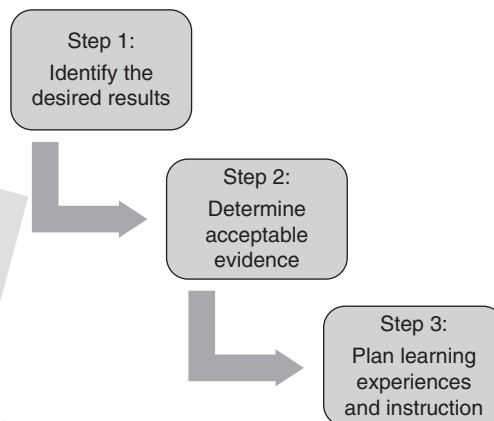 Step 1:
Identify the
desired results
Step 2:
Determine
acceptable
evidence
Step 3:
Plan learning
experiences
and instruction